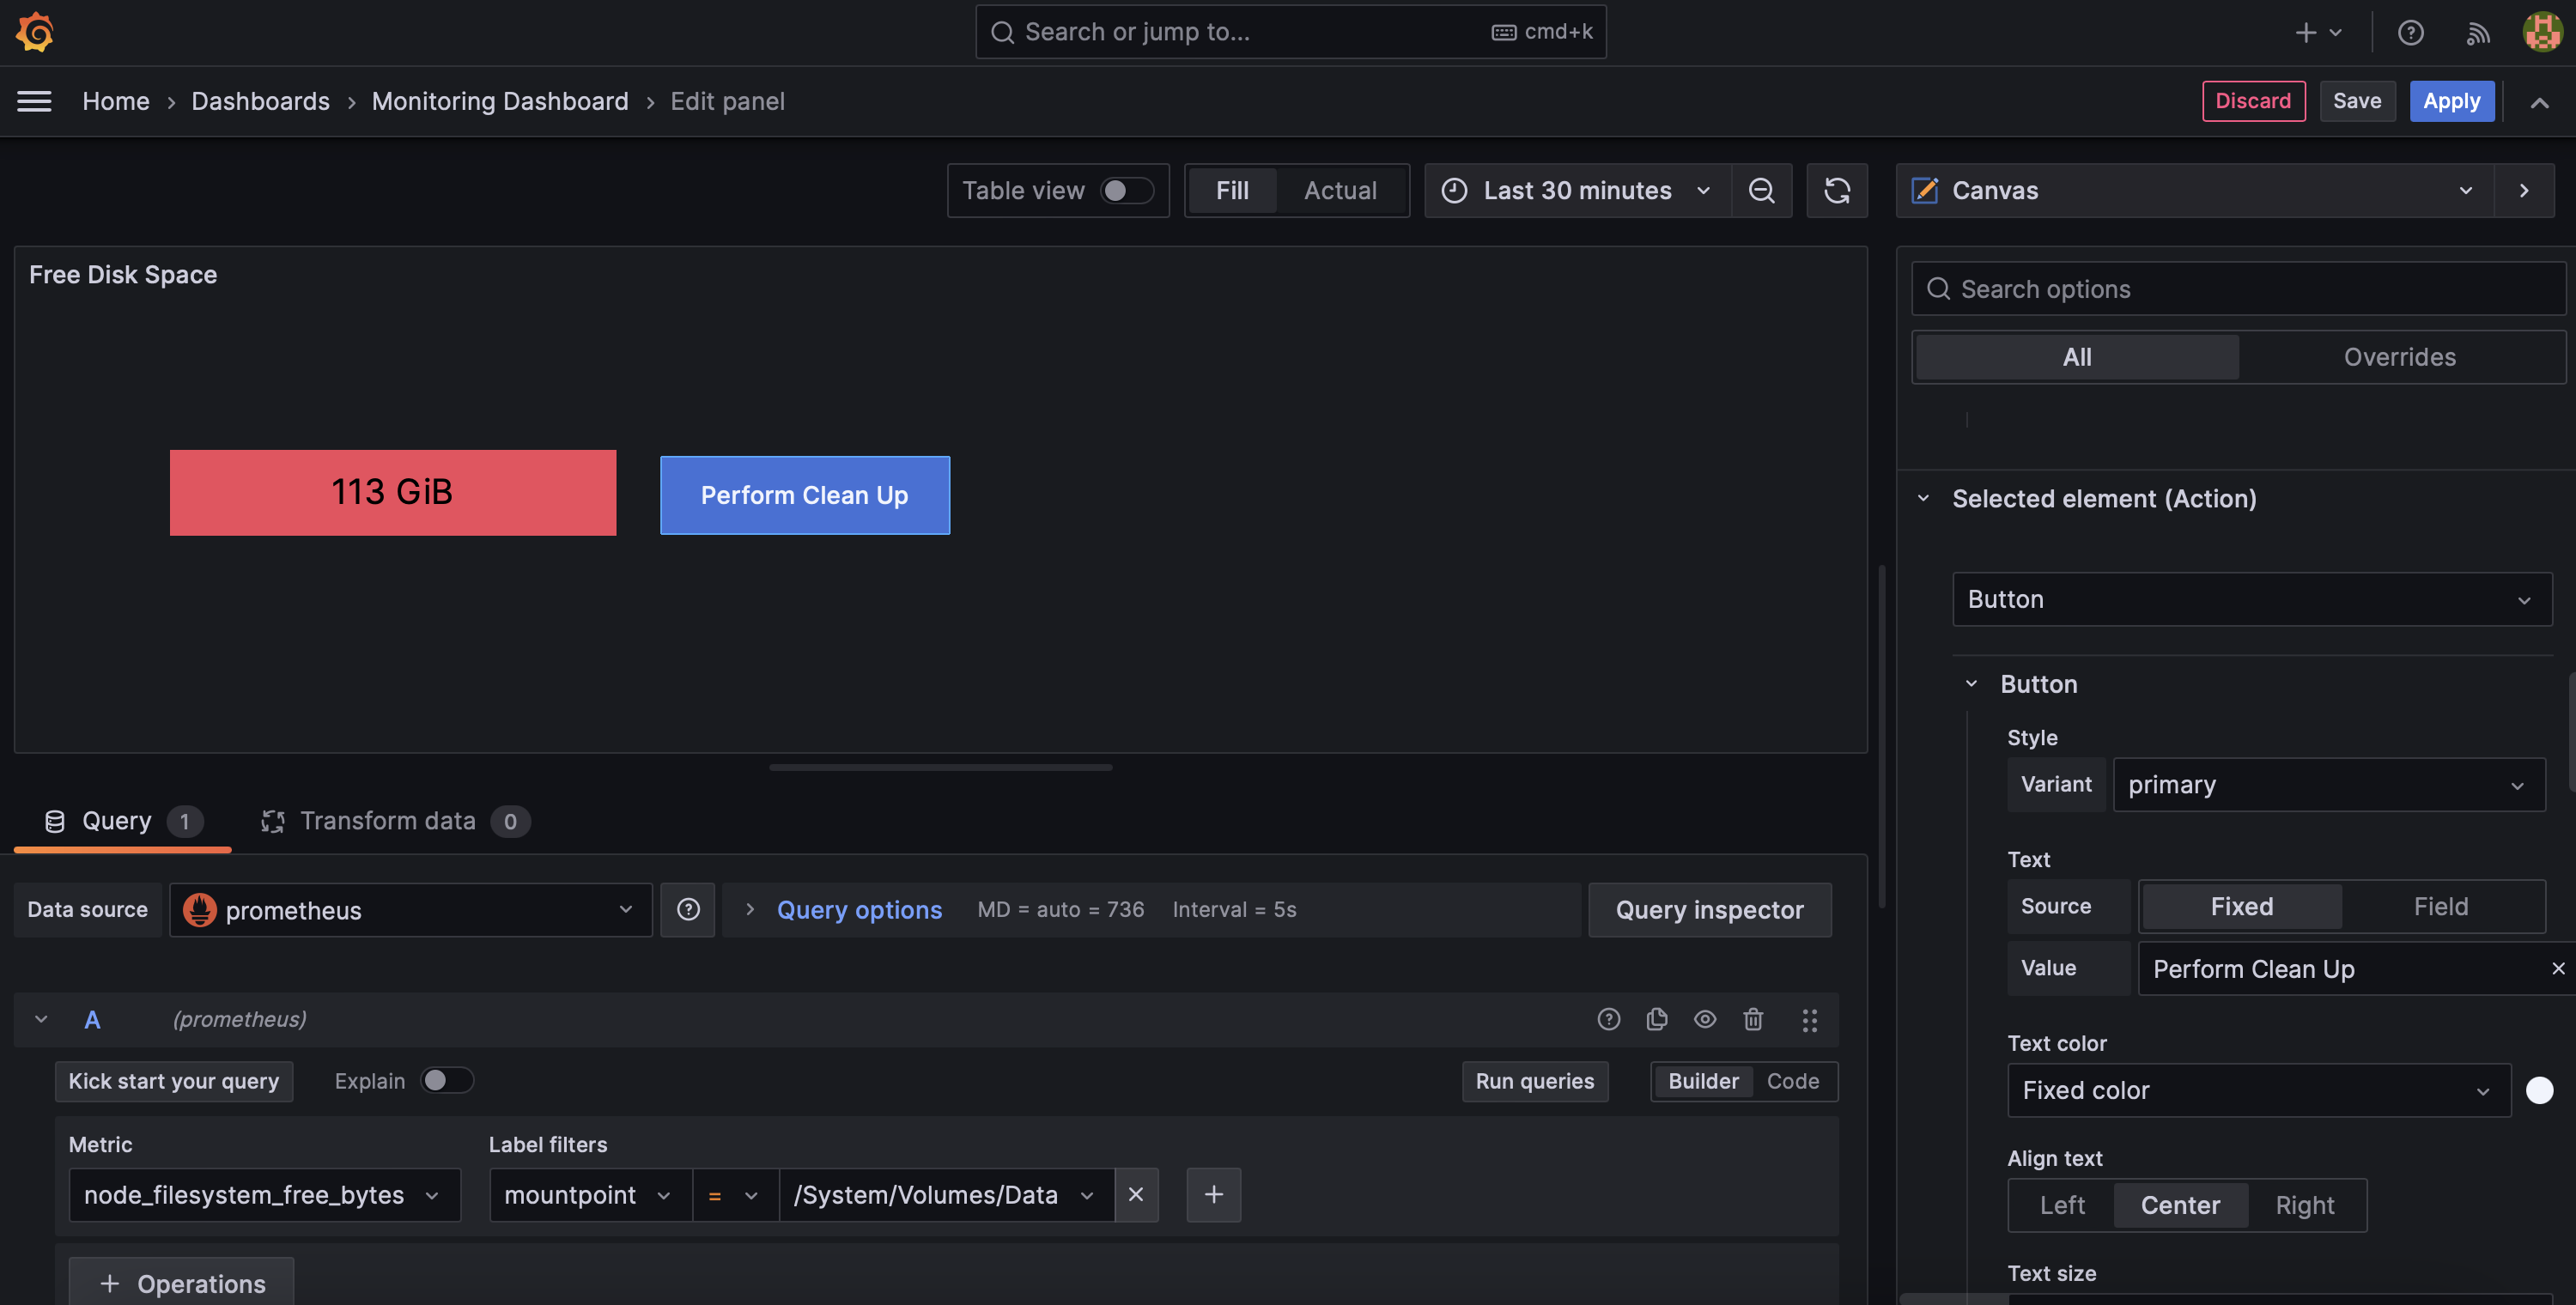 Search or jump to... cmd+k
Home › Dashboards › Monitoring Dashboard › Edit panel
Discard Save Apply
Table view Fill Actual Last 30 minutes
Canvas
Free Disk Space
113 GiB
Perform Clean Up
Search options
All Overrides
Selected element (Action)
Button
Button
Style
Variant primary
Text
Source Fixed Field
Value Perform Clean Up
Text color
Fixed color
Align text
Left Center Right
Text size
Query 1 Transform data 0
Data source prometheus Query options MD = auto = 736 Interval = 5s Query inspector
A (prometheus)
Kick start your query Explain Run queries Builder Code
Metric Label filters
node_filesystem_free_bytes mountpoint = /System/Volumes/Data
+ Operations